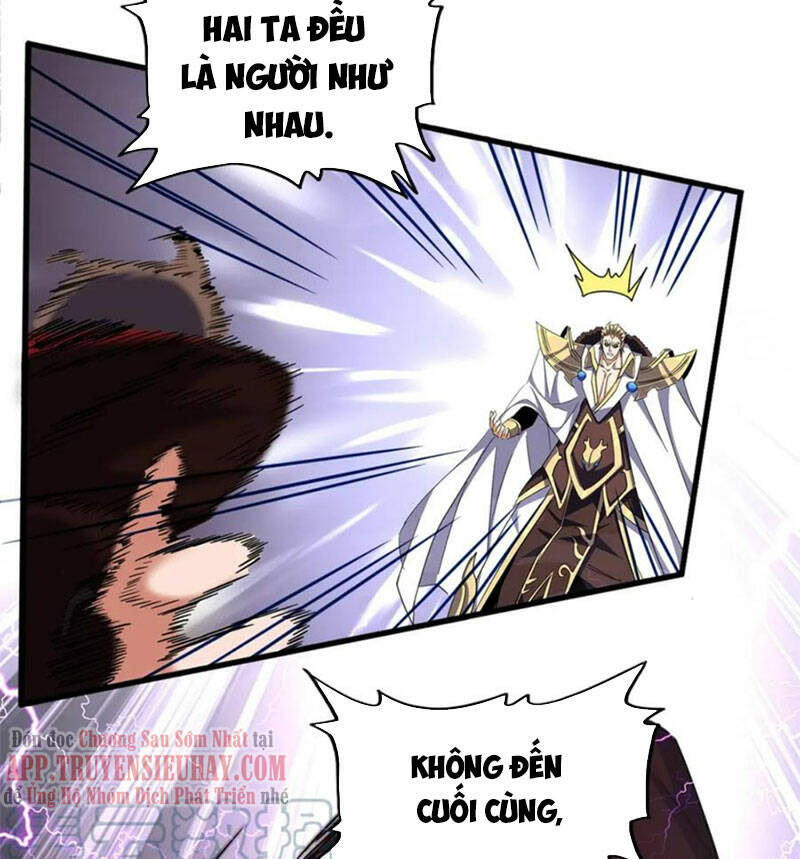 HAI TA ĐỀU
LÀ NGƯỜI NHƯ
NHAU.
Đón đọc Chương Sau Sớm Nhất tại
APP.TRUYENSIEUHAY.COM
để Ủng Hộ Nhóm Dịch Phát Triển nhé
KHÔNG ĐẾN
CUỐI CÙNG,